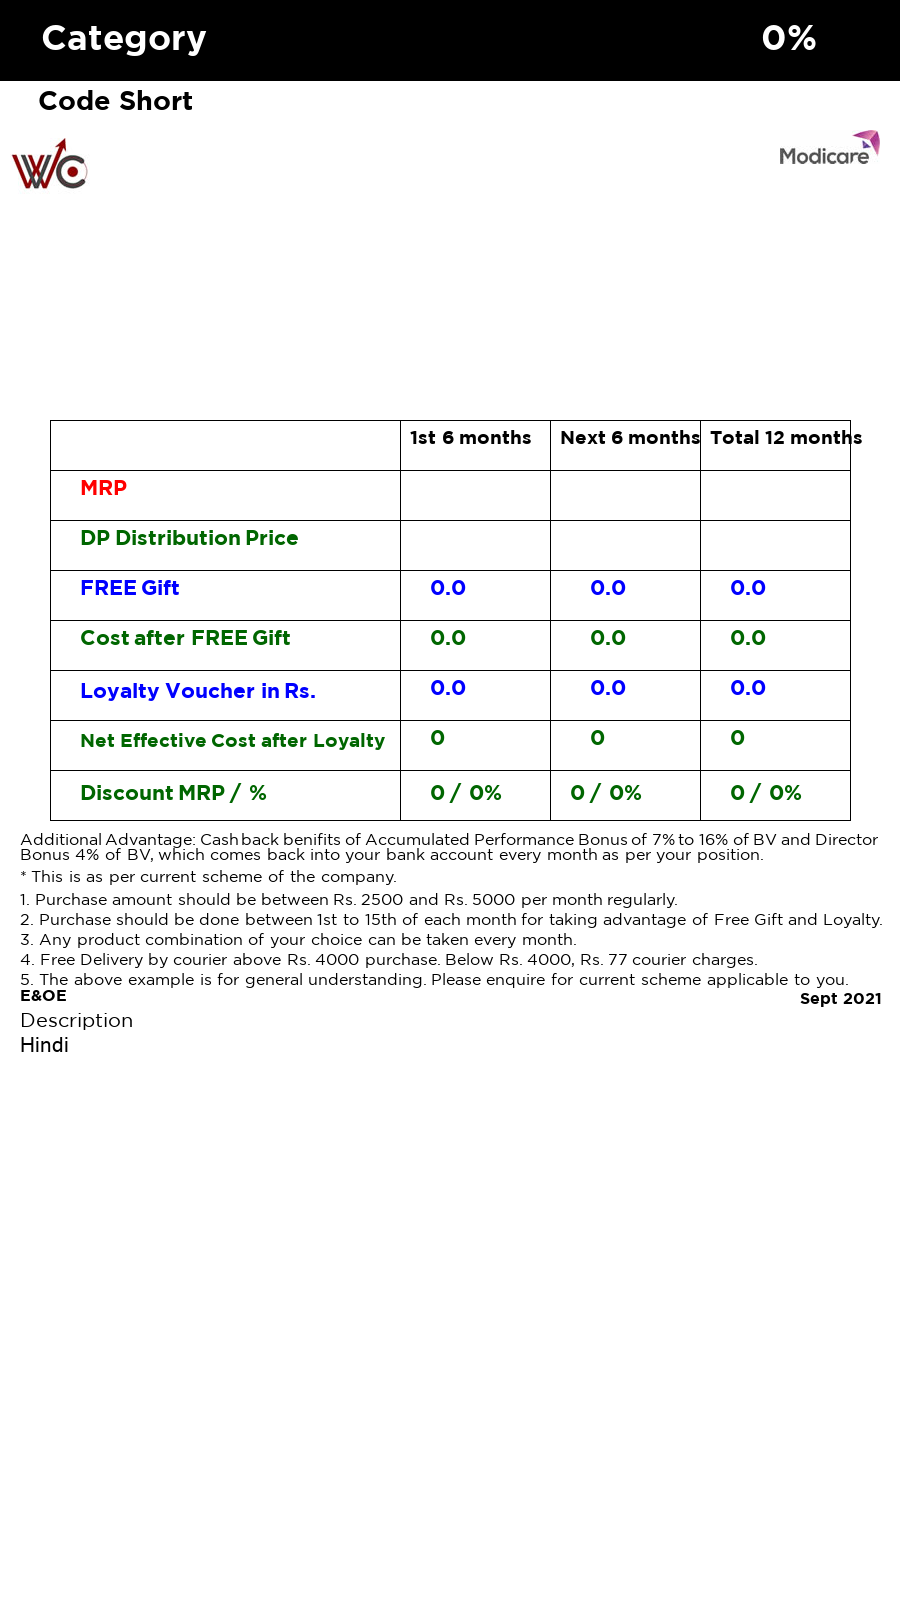 Category 0%
Code Short
WC
Modicare
1st 6 months Next 6 months Total 12 months
MRP
DP Distribution Price
FREE Gift 0.0 0.0 0.0
Cost after FREE Gift 0.0 0.0 0.0
Loyalty Voucher in Rs. 0.0 0.0 0.0
Net Effective Cost after Loyalty 0 0 0
Discount MRP / % 0 / 0% 0 / 0% 0 / 0%
Additional Advantage: Cashback benifits of Accumulated Performance Bonus of 7% to 16% of BV and Director
Bonus 4% of BV, which comes back into your bank account every month as per your position.
* This is as per current scheme of the company.
1. Purchase amount should be between Rs. 2500 and Rs. 5000 per month regularly.
2. Purchase should be done between 1st to 15th of each month for taking advantage of Free Gift and Loyalty.
3. Any product combination of your choice can be taken every month.
4. Free Delivery by courier above Rs. 4000 purchase. Below Rs. 4000, Rs. 77 courier charges.
5. The above example is for general understanding. Please enquire for current scheme applicable to you.
E&OE Sept 2021
Description
Hindi